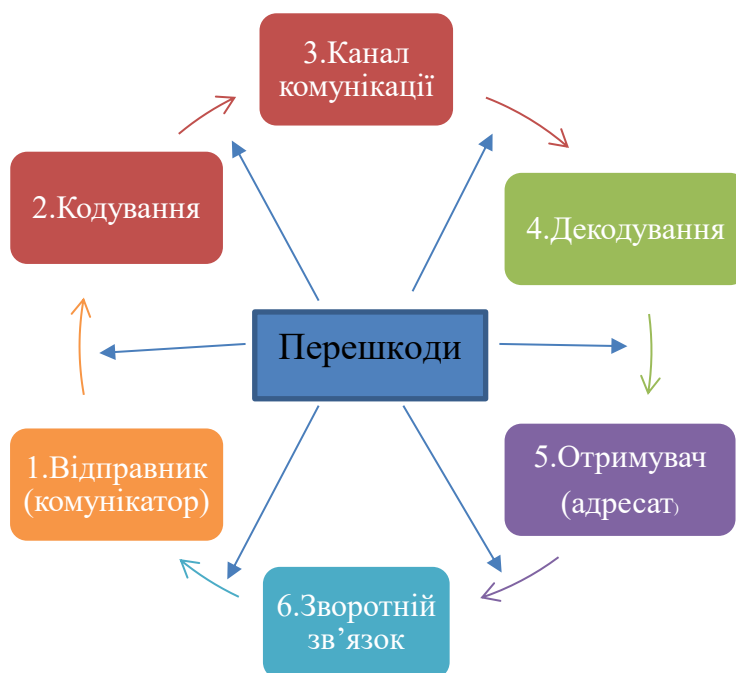 3.Канал
комунікації
2.Кодування
4.Декодування
Перешкоди
1.Відправник
(комунікатор)
5.Отримувач
(адресат)
6.Зворотній
зв’язок